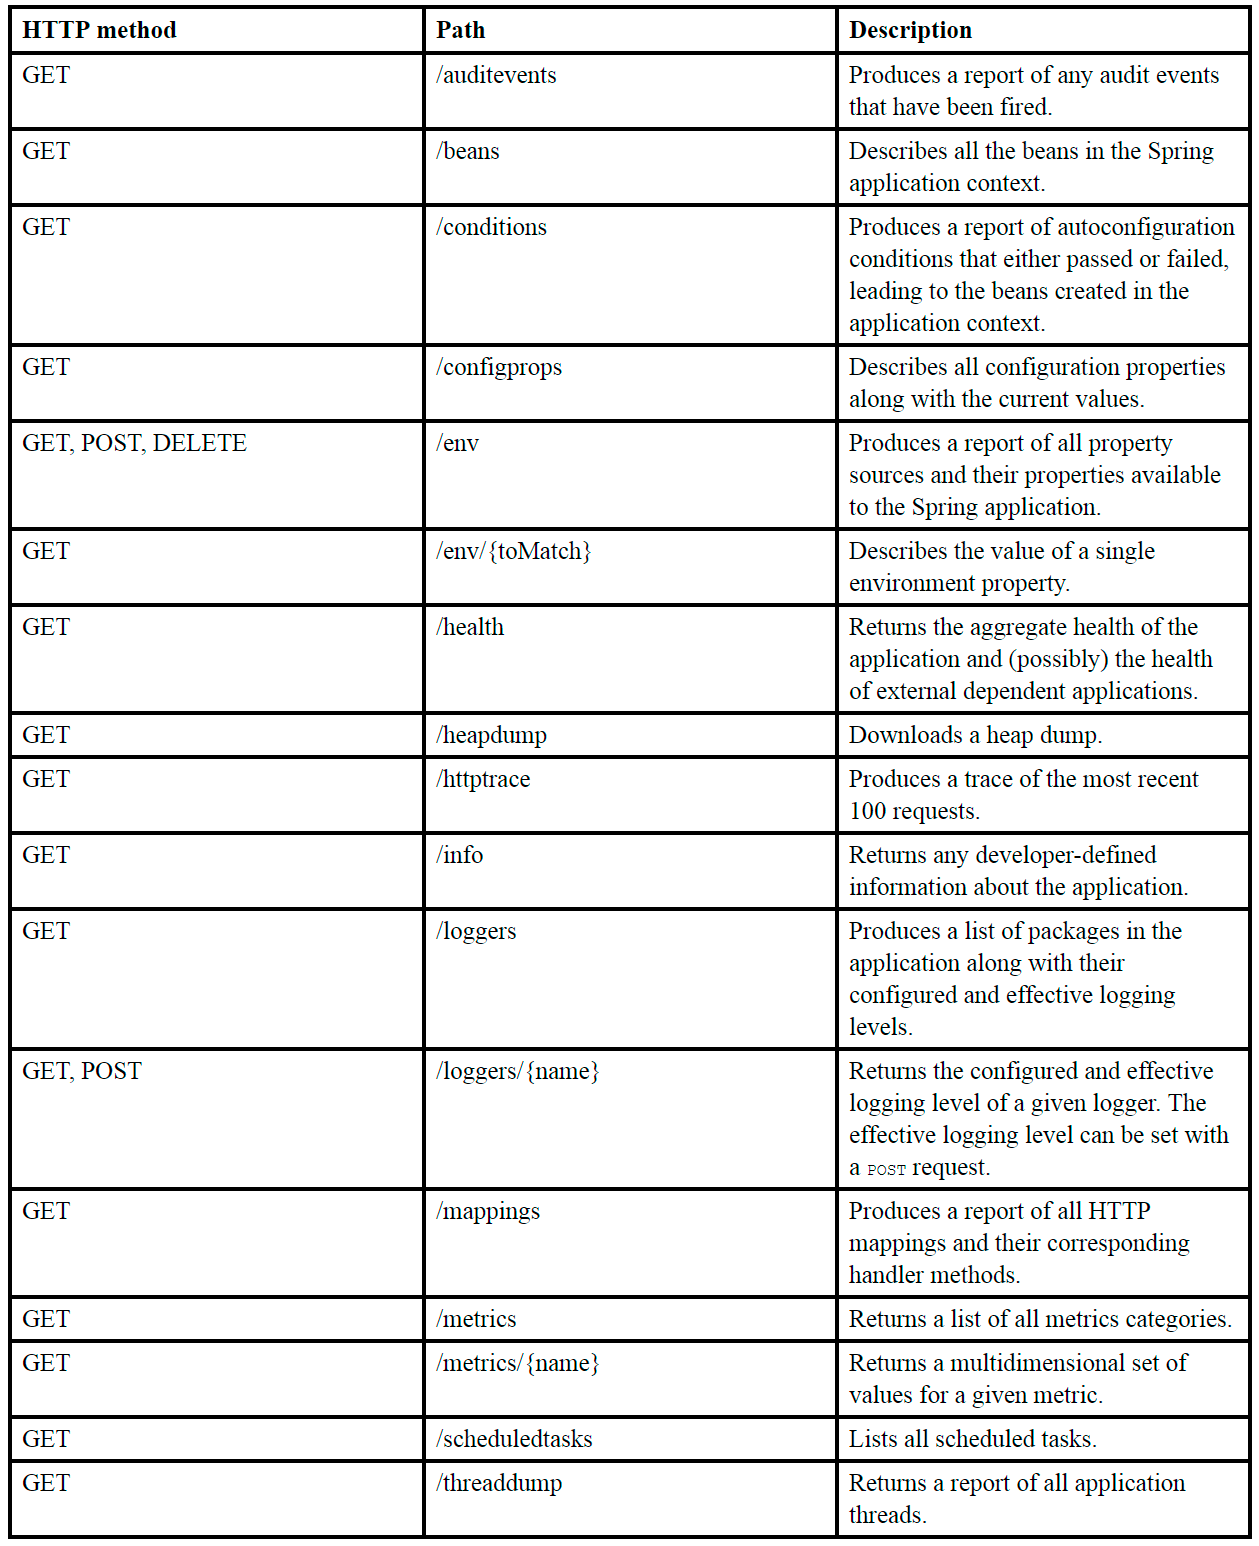 HTTP method Path Description
GET /auditevents Produces a report of any audit events
that have been fired.
GET /beans Describes all the beans in the Spring
application context.
GET /conditions Produces a report of autoconfiguration
conditions that either passed or failed,
leading to the beans created in the
application context.
GET /configprops Describes all configuration properties
along with the current values.
GET, POST, DELETE /env Produces a report of all property
sources and their properties available
to the Spring application.
GET /env/{toMatch} Describes the value of a single
environment property.
GET /health Returns the aggregate health of the
application and (possibly) the health
of external dependent applications.
GET /heapdump Downloads a heap dump.
GET /httptrace Produces a trace of the most recent
100 requests.
GET /info Returns any developer-defined
information about the application.
GET /loggers Produces a list of packages in the
application along with their
configured and effective logging
levels.
GET, POST /loggers/{name} Returns the configured and effective
logging level of a given logger. The
effective logging level can be set with
a POST request.
GET /mappings Produces a report of all HTTP
mappings and their corresponding
handler methods.
GET /metrics Returns a list of all metrics categories.
GET /metrics/{name} Returns a multidimensional set of
values for a given metric.
GET /scheduledtasks Lists all scheduled tasks.
GET /threaddump Returns a report of all application
threads.